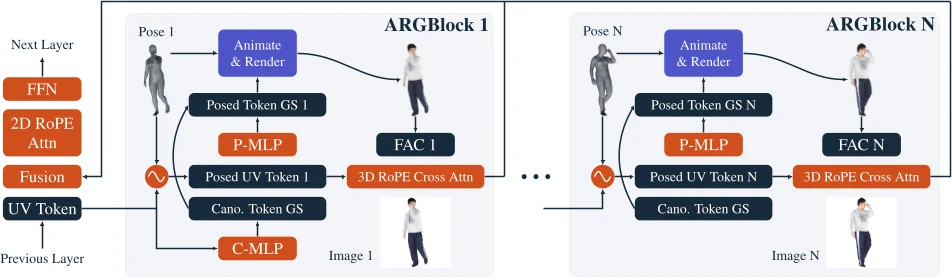 Next Layer
FFN
2D RoPE
Attn
Fusion
UV Token
Previous Layer
ARGBlock 1
Pose 1
Animate
& Render
Posed Token GS 1
P-MLP
FAC 1
Posed UV Token 1
3D RoPE Cross Attn
Cano. Token GS
C-MLP
Image 1
...
ARGBlock N
Pose N
Animate
& Render
Posed Token GS N
P-MLP
FAC N
Posed UV Token N
3D RoPE Cross Attn
Cano. Token GS
Image N